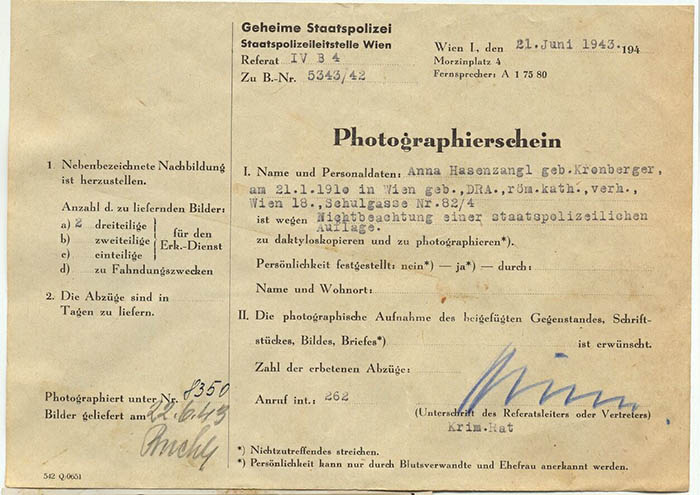 Geheime Staatspolizei
Staatspolizeileitstelle Wien
Referat IV B 4
Zu B.-Nr. 5343/42
Wien I., den 21. Juni 1943. 194
Morzinplatz 4
Fernsprecher: A 1 75 80
Photographierschein
1. Nebenbezeichnete Nachbildung
ist herzustellen.
Anzahl d. zu liefernden Bilder:
a) 2 dreiteilige
b) zweiteilige
c) einteilige
für den
Erk.-Dienst
d) zu Fahndungszwecken
2. Die Abzüge sind in
Tagen zu liefern.
Photographiert unter Nr. 8350
Bilder geliefert am 22.6.43
542 Q/0651
I. Name und Personaldaten: Anna Hasenzangl geb.Kronberger,
am 21.1.1910 in Wien geb.,DRA.,röm.kath.,verh.,
Wien 18.,Schulgasse Nr.82/4
ist wegen Nichtbeachtung einer staatspolizeilichen
Auflage.
zu daktyloskopieren und zu photographieren*).
Persönlichkeit festgestellt: nein*) — ja*) — durch:
Name und Wohnort:
II. Die photographische Aufnahme des beigefügten Gegenstandes, Schrift-
stückes, Bildes, Briefes*) ist erwünscht.
Zahl der erbetenen Abzüge:
Anruf int.: 262
(Unterschrift des Referatsleiters oder Vertreters)
Krim.Rat
*) Nichtzutreffendes streichen.
*) Persönlichkeit kann nur durch Blutsverwandte und Ehefrau anerkannt werden.